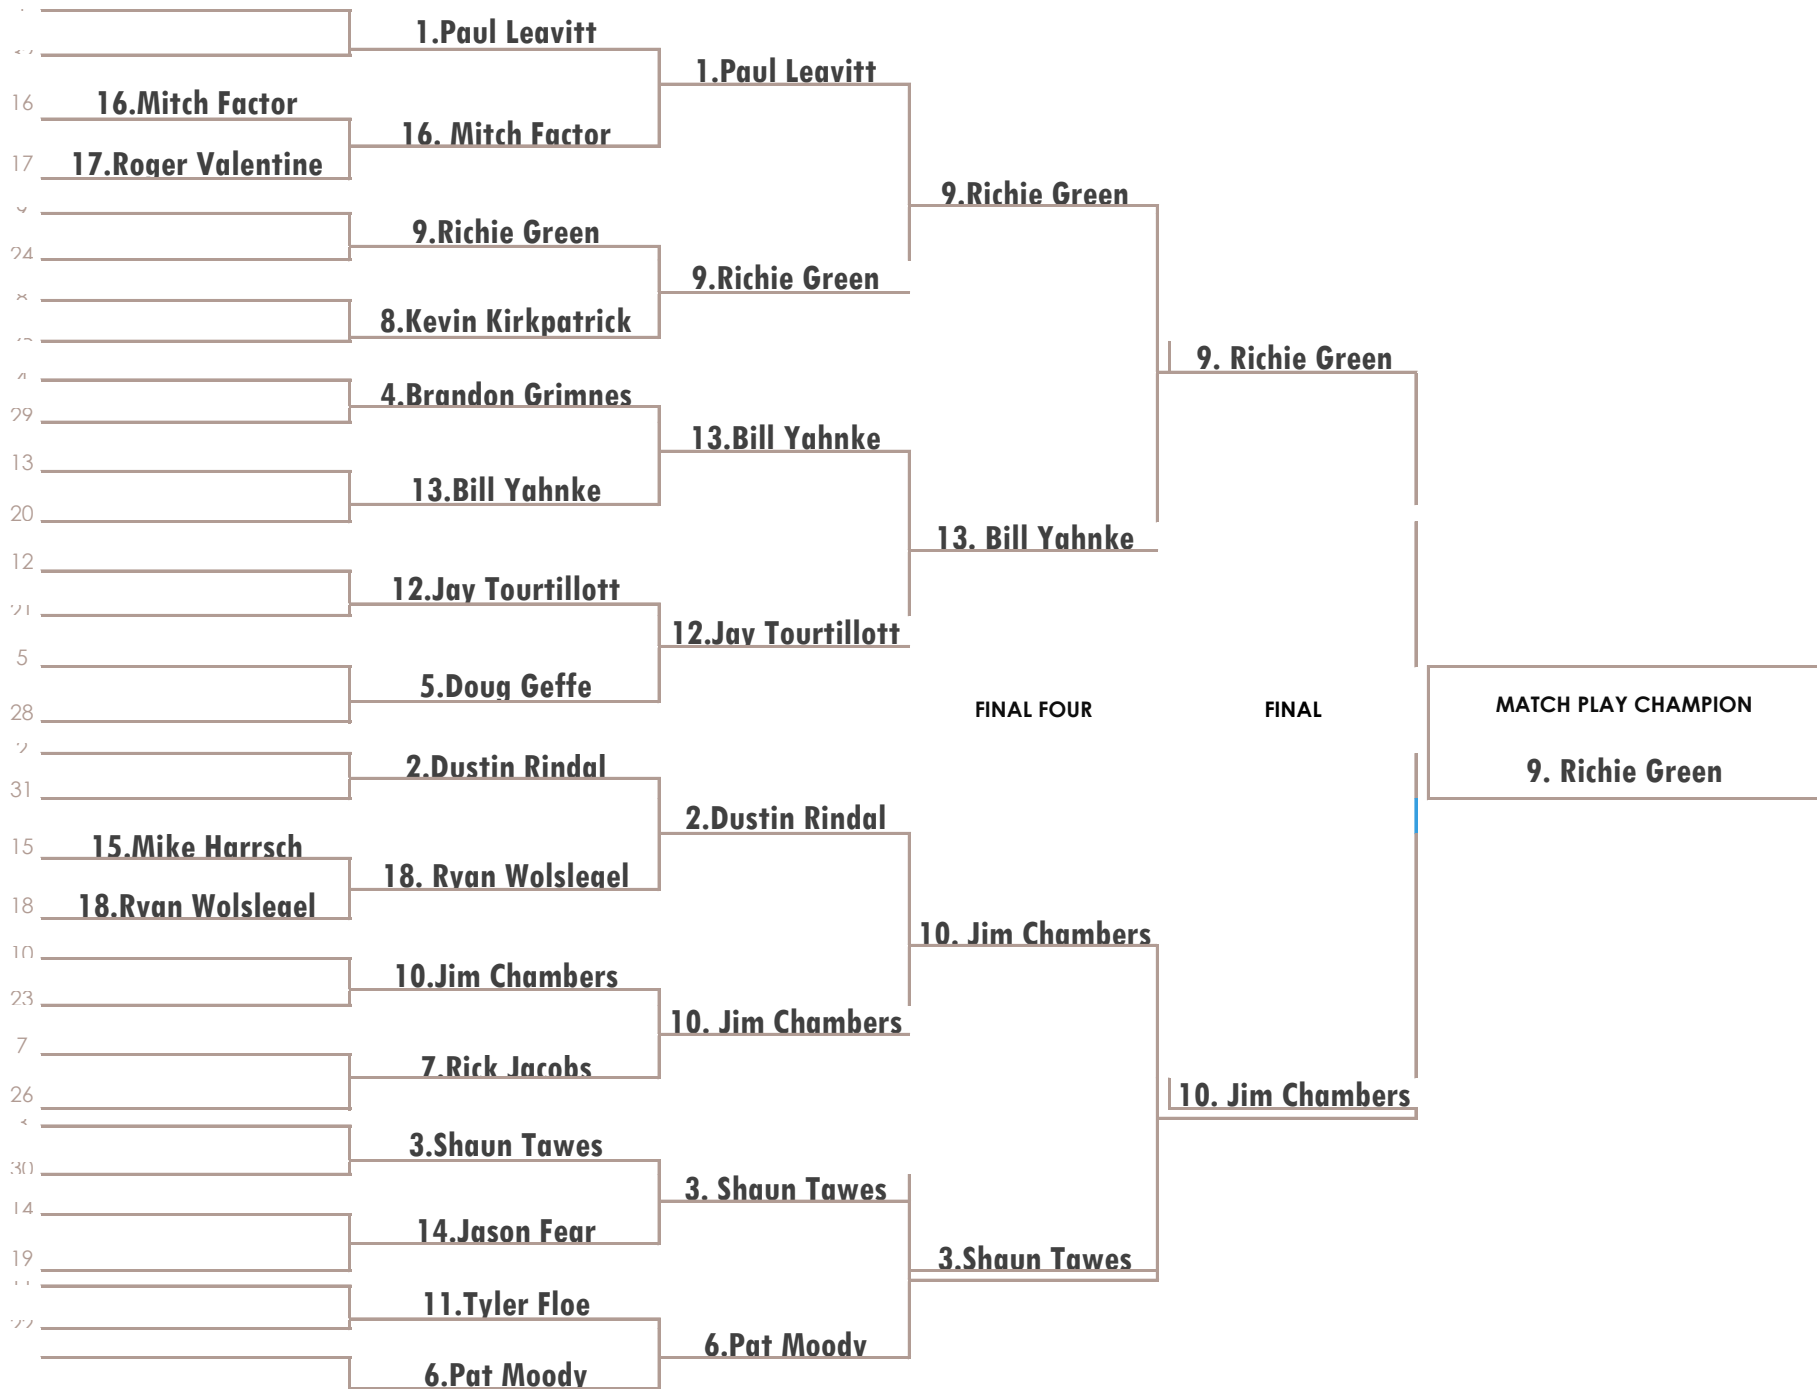 1.Paul Leavitt
1.Paul Leavitt
16
16.Mitch Factor
16. Mitch Factor
17
17.Roger Valentine
9.Richie Green
9
9.Richie Green
24
9.Richie Green
8
8.Kevin Kirkpatrick
9. Richie Green
4
4.Brandon Grimnes
29
13.Bill Yahnke
13
13.Bill Yahnke
20
13. Bill Yahnke
12
12.Jay Tourtillott
21
12.Jay Tourtillott
5
5.Doug Geffe
28
FINAL FOUR
FINAL
MATCH PLAY CHAMPION
2
2.Dustin Rindal
9. Richie Green
31
2.Dustin Rindal
15
15.Mike Harrsch
18. Ryan Wolslegel
18
18.Ryan Wolslegel
10. Jim Chambers
10
10.Jim Chambers
23
10. Jim Chambers
7
7.Rick Jacobs
26
10. Jim Chambers
3.Shaun Tawes
30
3. Shaun Tawes
14
14.Jason Fear
19
3.Shaun Tawes
11.Tyler Floe
22
6.Pat Moody
6.Pat Moody